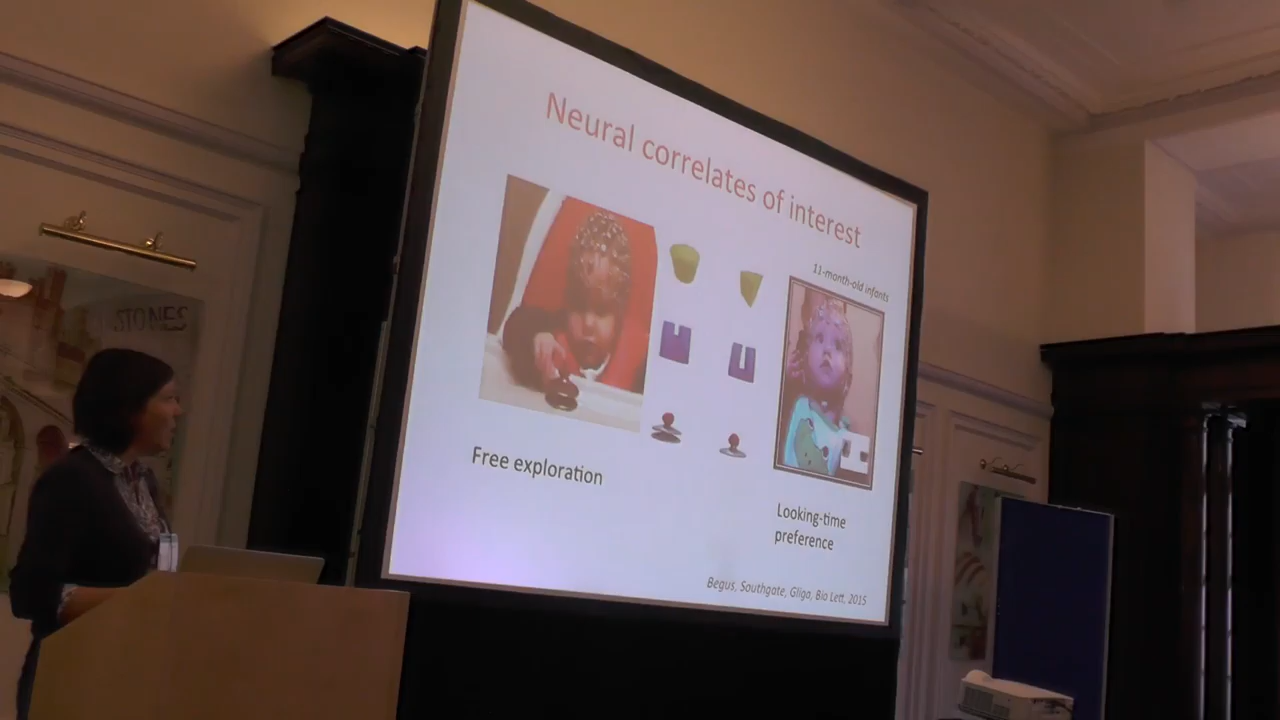 Neural correlates of interest
11-month-old infants
Free exploration
Looking-time
preference
Begus, Southgate, Gliga, Bio Lett, 2015
STONES